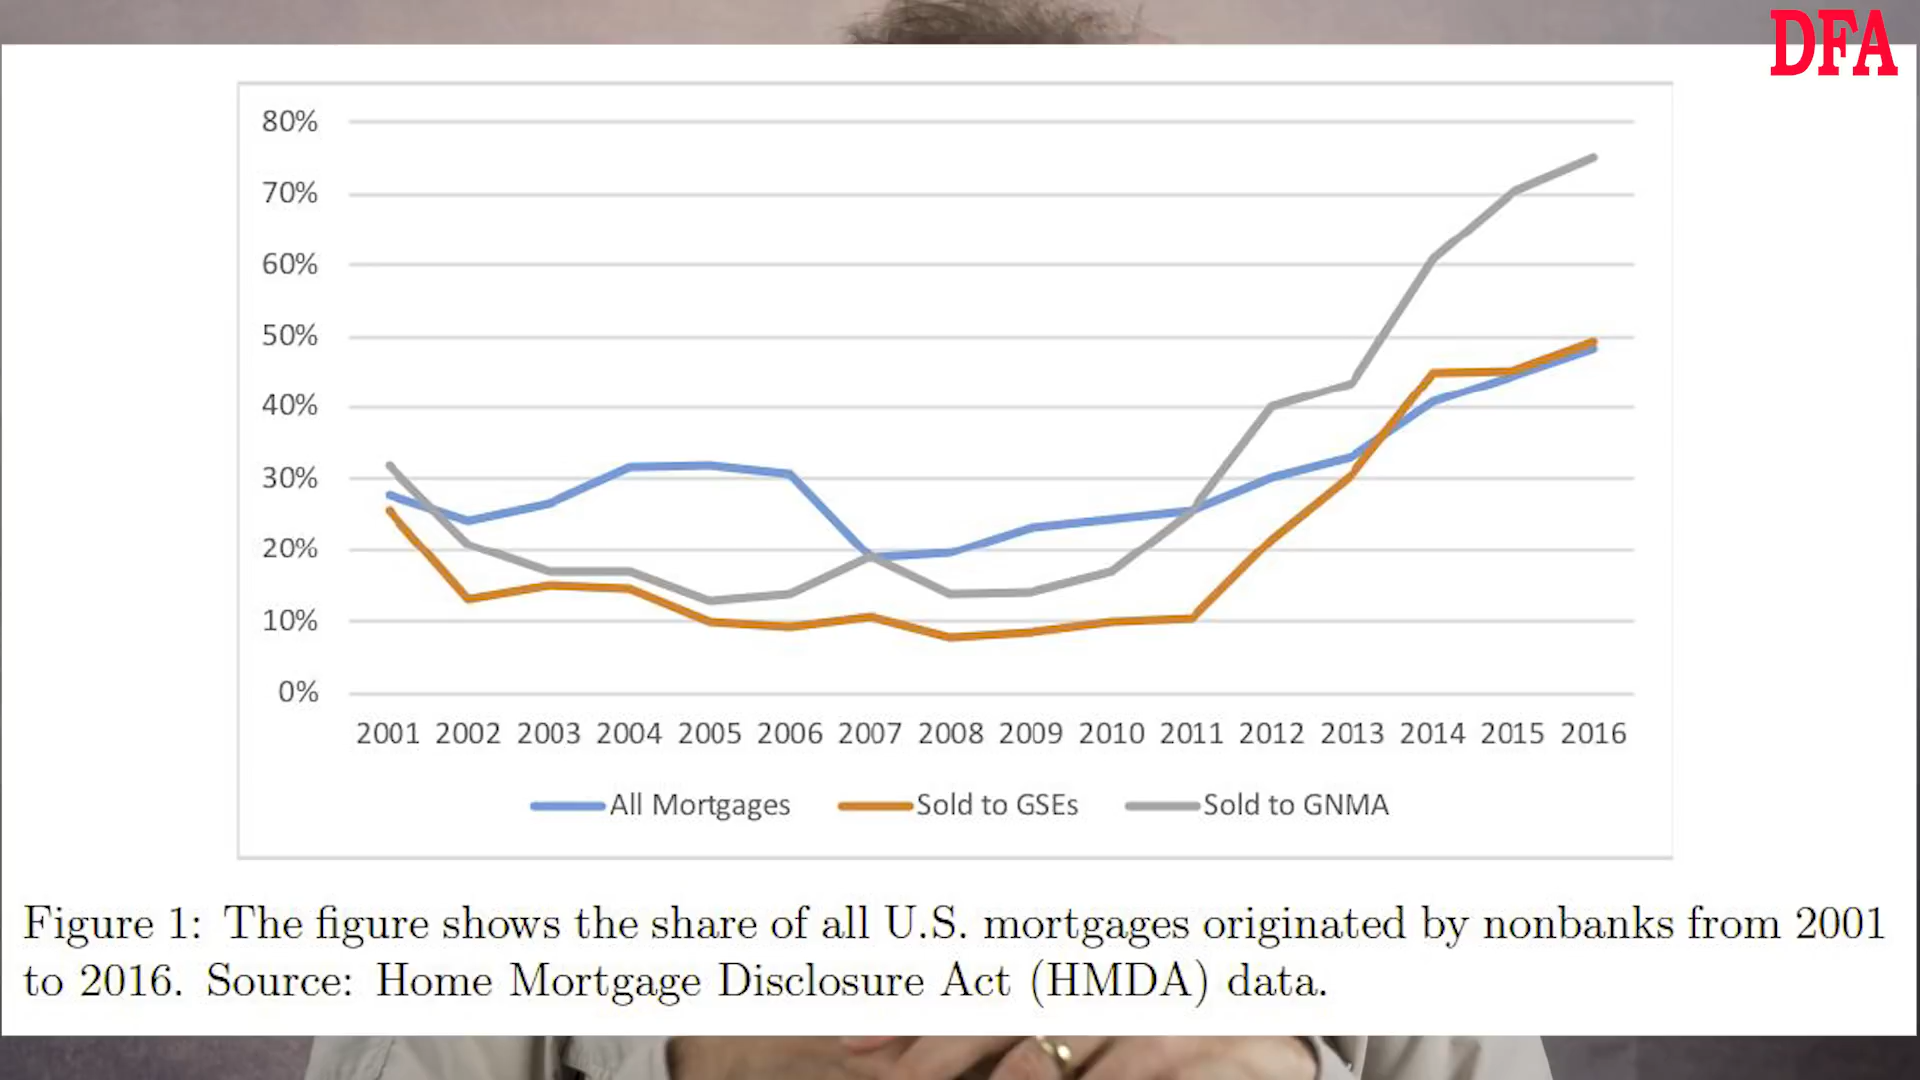 DFA
80%
70%
60%
50%
40%
30%
20%
10%
0%
2001 2002 2003 2004 2005 2006 2007 2008 2009 2010 2011 2012 2013 2014 2015 2016
All Mortgages Sold to GSEs Sold to GNMA
Figure 1: The figure shows the share of all U.S. mortgages originated by nonbanks from 2001
to 2016. Source: Home Mortgage Disclosure Act (HMDA) data.